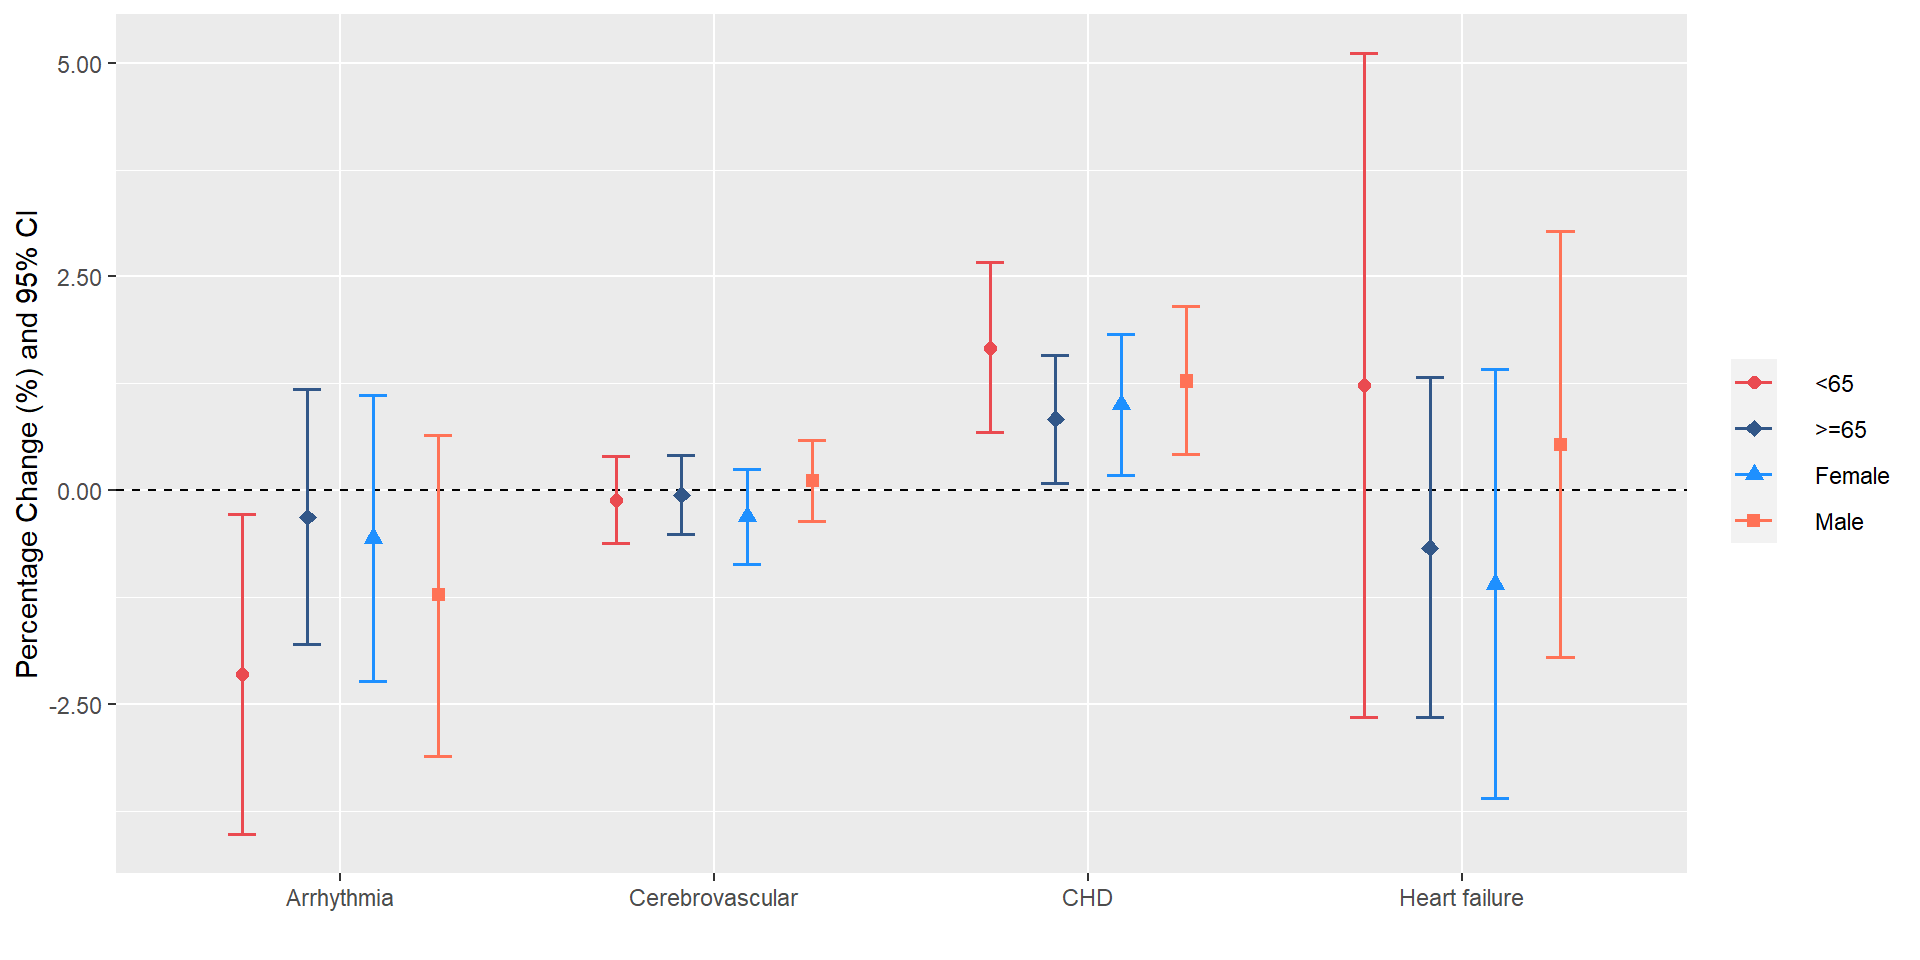 Percentage Change (%) and 95% CI
5.00
2.50
0.00
-2.50
Arrhythmia
Cerebrovascular
CHD
Heart failure
<65
>=65
Female
Male